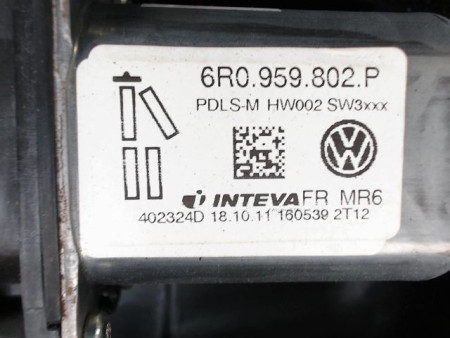 6R0.959.802.P
PDLS-M HW002 SW3xxx
INTEVA FR MR6
402324D 18.10.11 160539 2T12